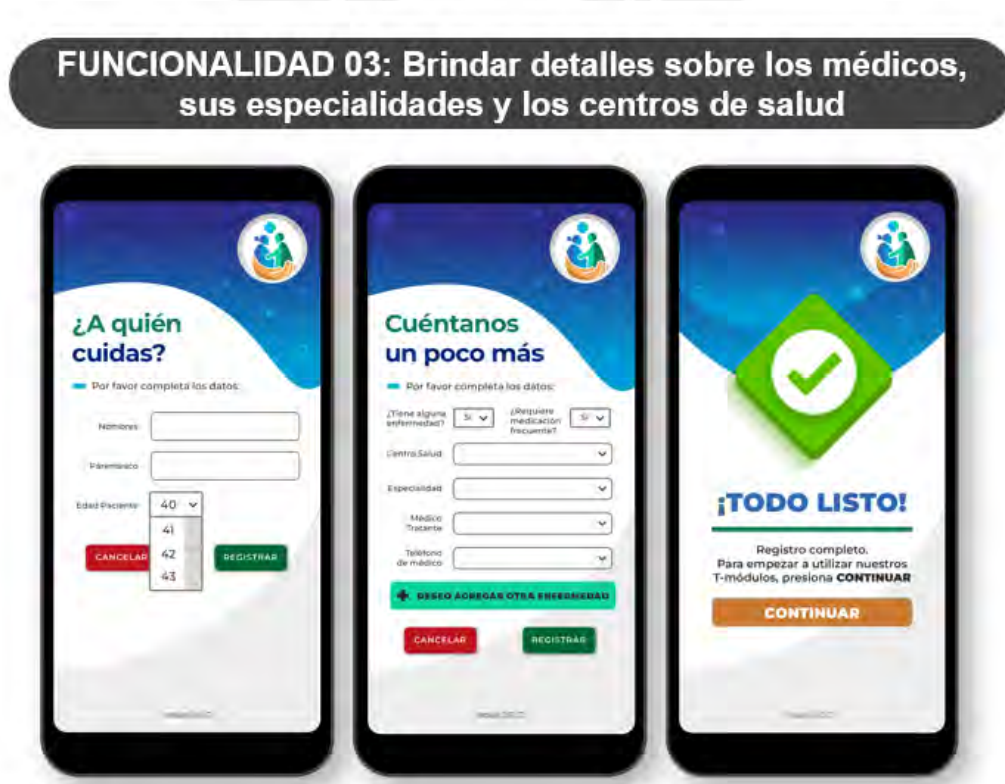 FUNCIONALIDAD 03: Brindar detalles sobre los médicos,
sus especialidades y los centros de salud
¿A quién
cuidas?
Por favor completa los datos:
Nombres
Parentesco
Edad Paciente
40
41
42
43
CANCELAR
REGISTRAR
Cuéntanos
un poco más
Por favor completa los datos:
¿Tiene alguna
enfermedad?
Si
¿Requiere
medicación
frecuente?
Si
Centro Salud
Especialidad
Médico
Tratante
Teléfono
de médico
DESEO AGREGAR OTRA ENFERMEDAD
CANCELAR
REGISTRAR
¡TODO LISTO!
Registro completo.
Para empezar a utilizar nuestros
T-módulos, presiona CONTINUAR
CONTINUAR